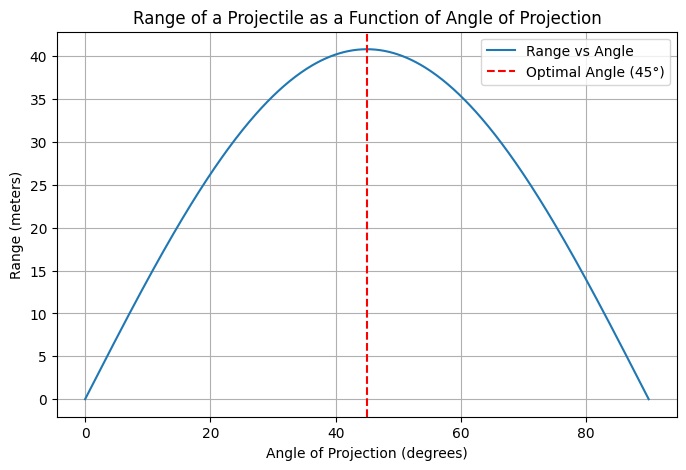 Range of a Projectile as a Function of Angle of Projection
Range vs Angle
Optimal Angle (45°)
Range (meters)
40
35
30
25
20
15
10
5
0
0 20 40 60 80
Angle of Projection (degrees)